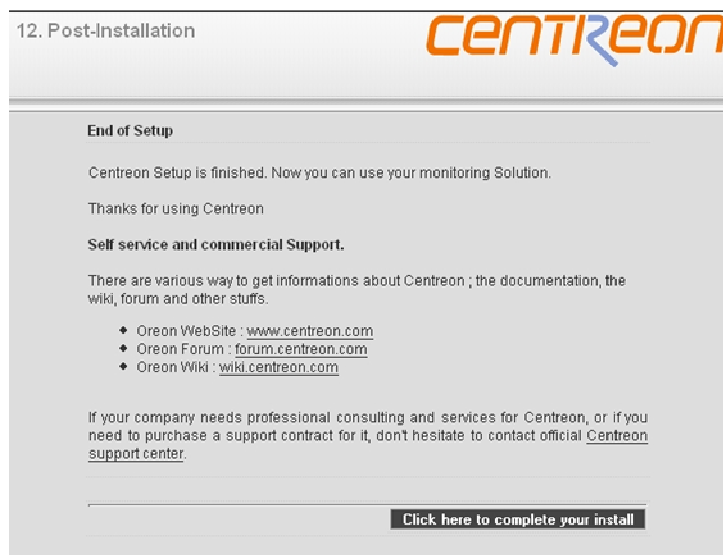 12. Post-Installation
CENTREON
End of Setup
Centreon Setup is finished. Now you can use your monitoring Solution.
Thanks for using Centreon
Self service and commercial Support.
There are various way to get informations about Centreon ; the documentation, the
wiki, forum and other stuffs.
Oreon WebSite : www.centreon.com
Oreon Forum : forum.centreon.com
Oreon Wiki : wiki.centreon.com
If your company needs professional consulting and services for Centreon, or if you
need to purchase a support contract for it, don't hesitate to contact official Centreon
support center.
Click here to complete your install